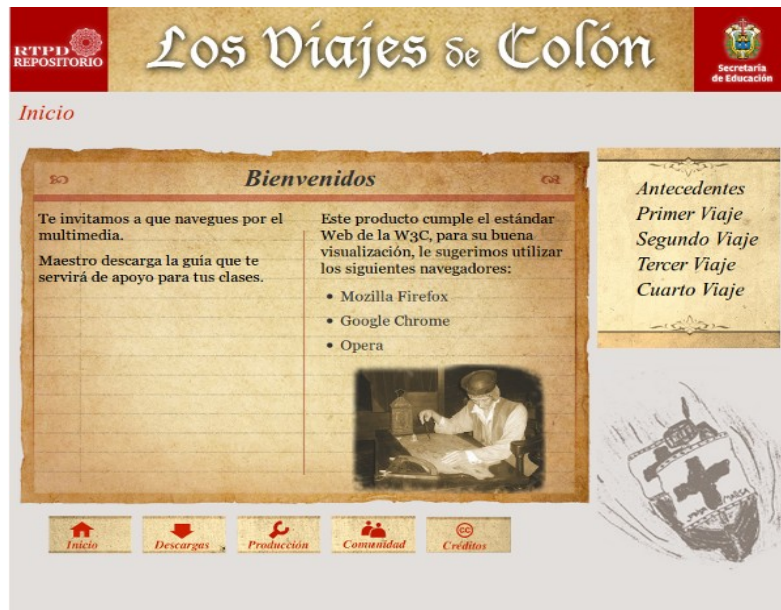 RTPD
REPOSITORIO
Los Viajes de Colón
Secretaría
de Educación
Inicio
Bienvenidos
Te invitamos a que navegues por el
multimedia.
Maestro descarga la guía que te
servirá de apoyo para tus clases.
Este producto cumple el estándar
Web de la W3C, para su buena
visualización, le sugerimos utilizar
los siguientes navegadores:
• Mozilla Firefox
• Google Chrome
• Opera
Antecedentes
Primer Viaje
Segundo Viaje
Tercer Viaje
Cuarto Viaje
Inicio
Descargas
Producción
Comunidad
cc
Créditos